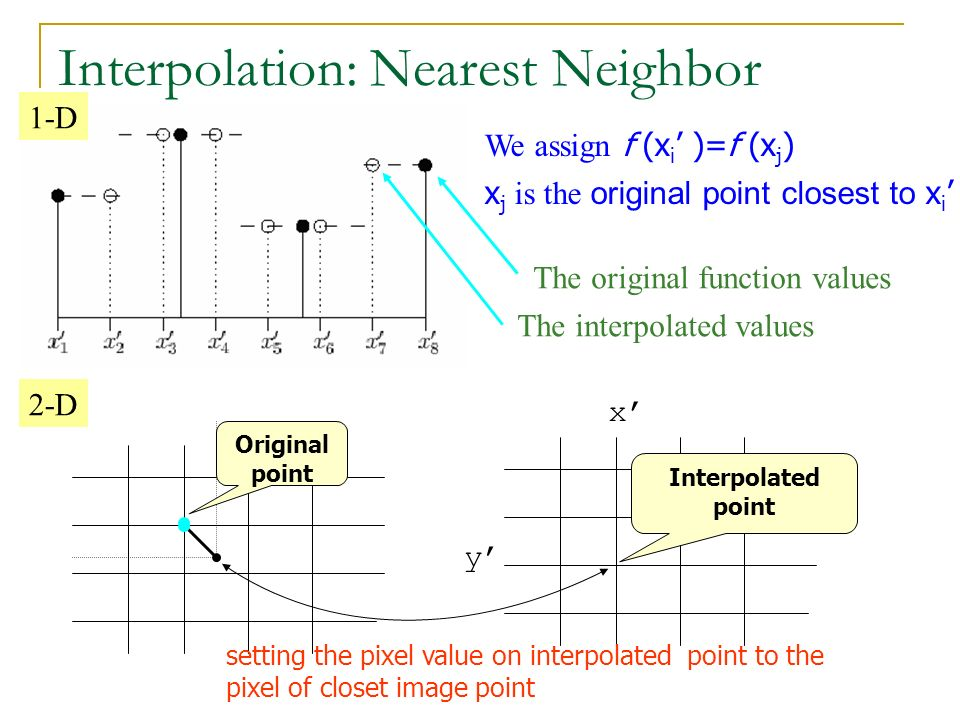 Interpolation: Nearest Neighbor
1-D
We assign f (xi′ )=f (xj)
xj is the original point closest to xi′
The original function values
The interpolated values
x′1 x′2 x′3 x′4 x′5 x′6 x′7 x′8
2-D
x′
Original
point
Interpolated
point
y′
setting the pixel value on interpolated point to the
pixel of closet image point